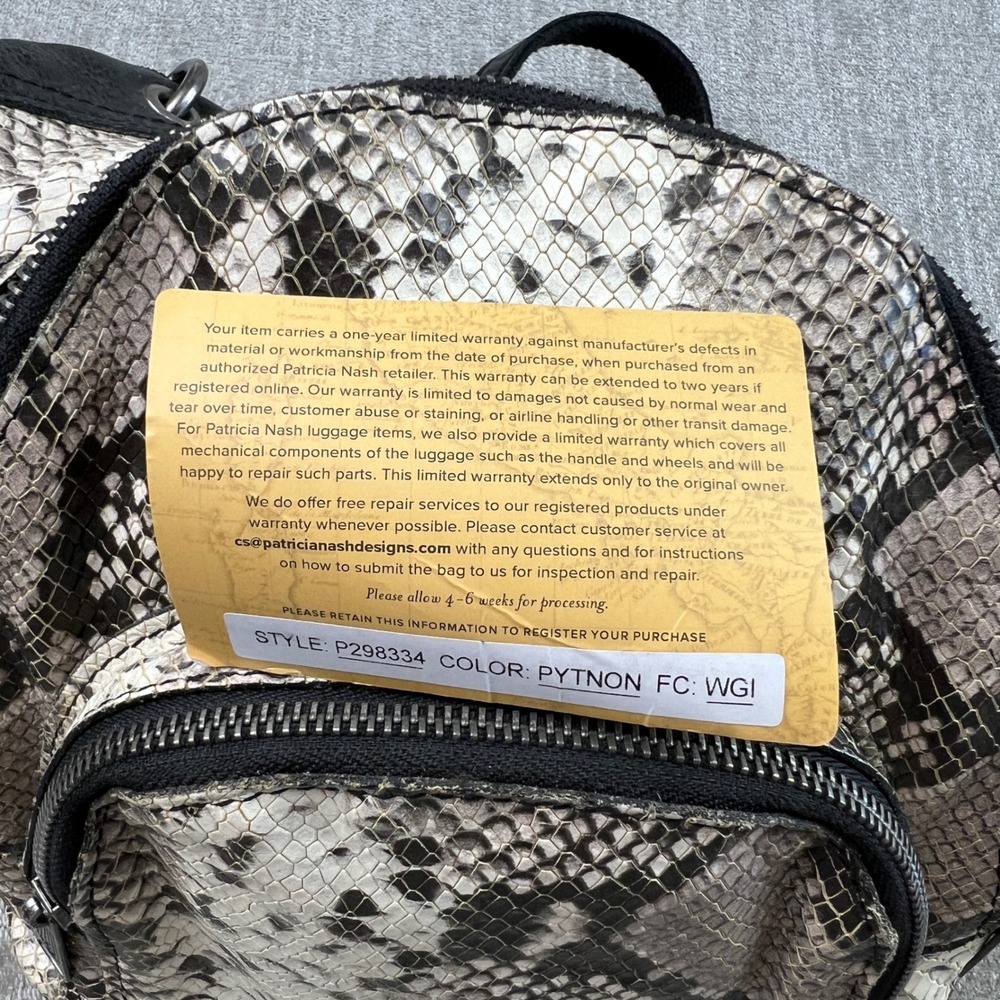 Your item carries a one-year limited warranty against manufacturer's defects in
material or workmanship from the date of purchase, when purchased from an
authorized Patricia Nash retailer. This warranty can be extended to two years if
registered online. Our warranty is limited to damages not caused by normal wear and
tear over time, customer abuse or staining, or airline handling or other transit damage.
For Patricia Nash luggage items, we also provide a limited warranty which covers all
mechanical components of the luggage such as the handle and wheels and will be
happy to repair such parts. This limited warranty extends only to the original owner.
We do offer free repair services to our registered products under
warranty whenever possible. Please contact customer service at
cs@patricianashdesigns.com with any questions and for instructions
on how to submit the bag to us for inspection and repair.
Please allow 4-6 weeks for processing.
PLEASE RETAIN THIS INFORMATION TO REGISTER YOUR PURCHASE
STYLE: P298334 COLOR: PYTNON FC: WGI